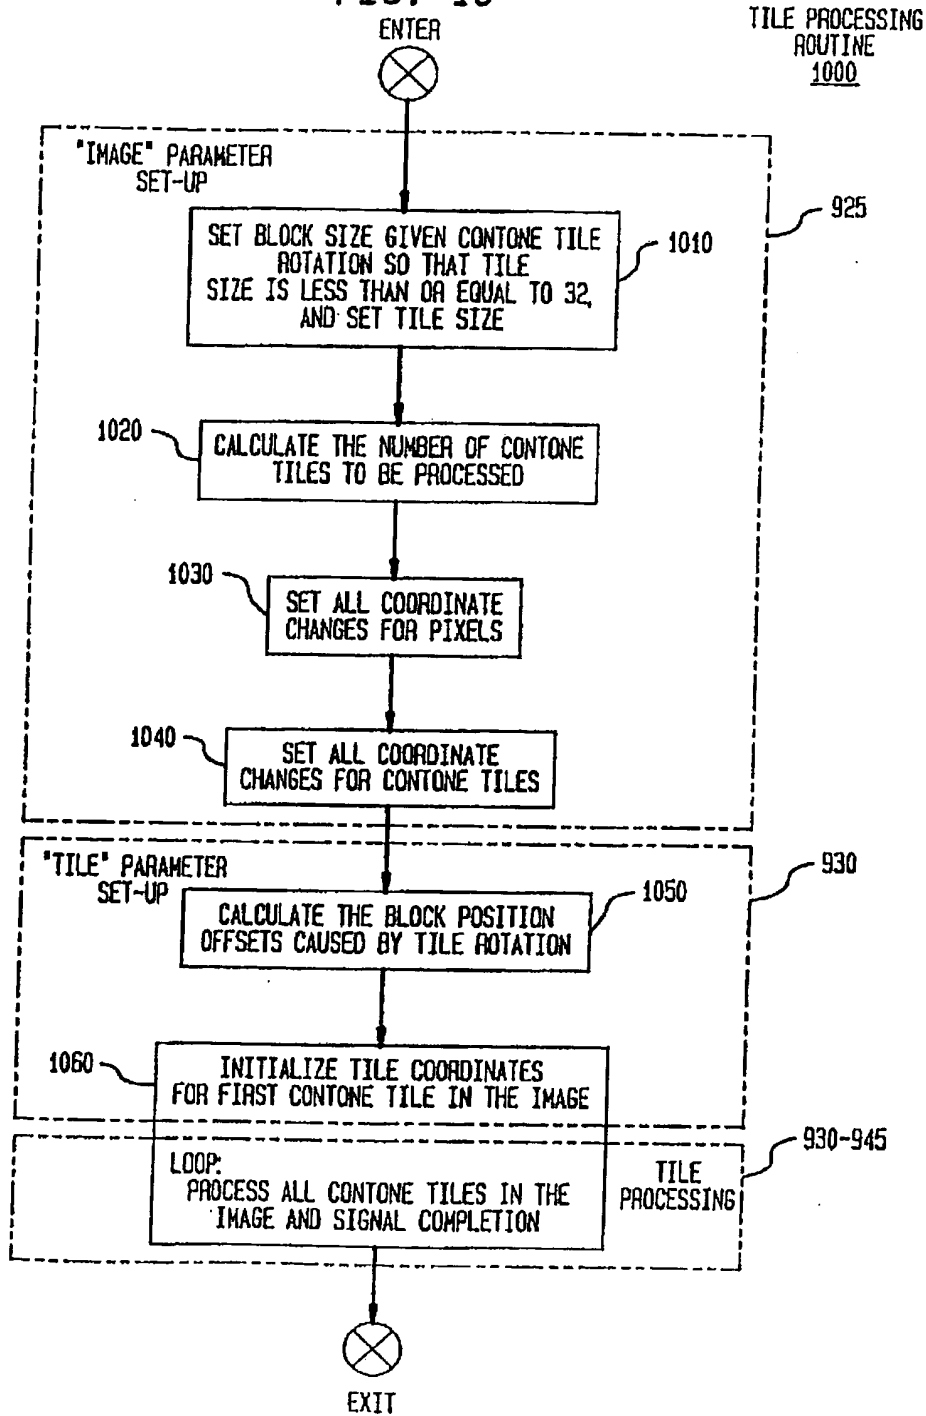 FIG. 10
TILE PROCESSING
ROUTINE
1000
ENTER
"IMAGE" PARAMETER
SET-UP
925
SET BLOCK SIZE GIVEN CONTONE TILE
ROTATION SO THAT TILE
SIZE IS LESS THAN OR EQUAL TO 32,
AND SET TILE SIZE
1010
1020
CALCULATE THE NUMBER OF CONTONE
TILES TO BE PROCESSED
1030
SET ALL COORDINATE
CHANGES FOR PIXELS
1040
SET ALL COORDINATE
CHANGES FOR CONTONE TILES
"TILE" PARAMETER
SET-UP
930
1050
CALCULATE THE BLOCK POSITION
OFFSETS CAUSED BY TILE ROTATION
1060
INITIALIZE TILE COORDINATES
FOR FIRST CONTONE TILE IN THE IMAGE
930-945
LOOP:
PROCESS ALL CONTONE TILES IN THE
IMAGE AND SIGNAL COMPLETION
TILE
PROCESSING
EXIT